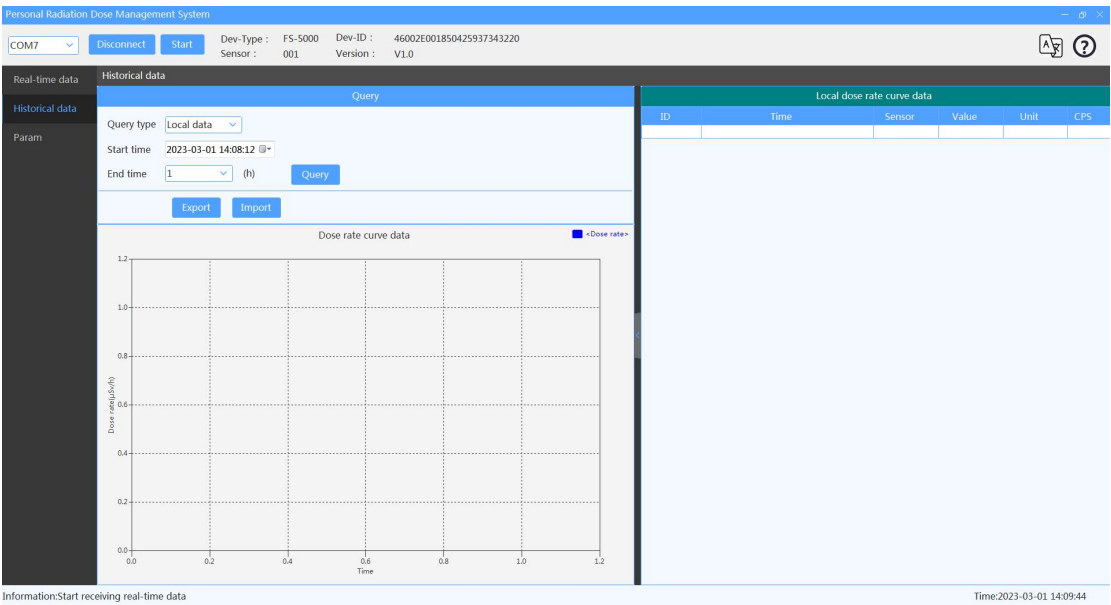 Personal Radiation Dose Management System
COM7 Disconnect Start Dev-Type : FS-5000 Dev-ID : 46002E001850425937343220
Sensor : 001 Version : V1.0
Real-time data
Historical data
Param
Historical data
Query
Query type Local data
Start time 2023-03-01 14:08:12
End time 1 (h) Query
Export Import
Dose rate curve data
<Dose rate>
1.2
1.0
0.8
0.6
0.4
0.2
0.0
Dose rate(μSv/h)
0.0 0.2 0.4 0.6 0.8 1.0 1.2
Time
Local dose rate curve data
ID Time Sensor Value Unit CPS
Information:Start receiving real-time data Time:2023-03-01 14:09:44